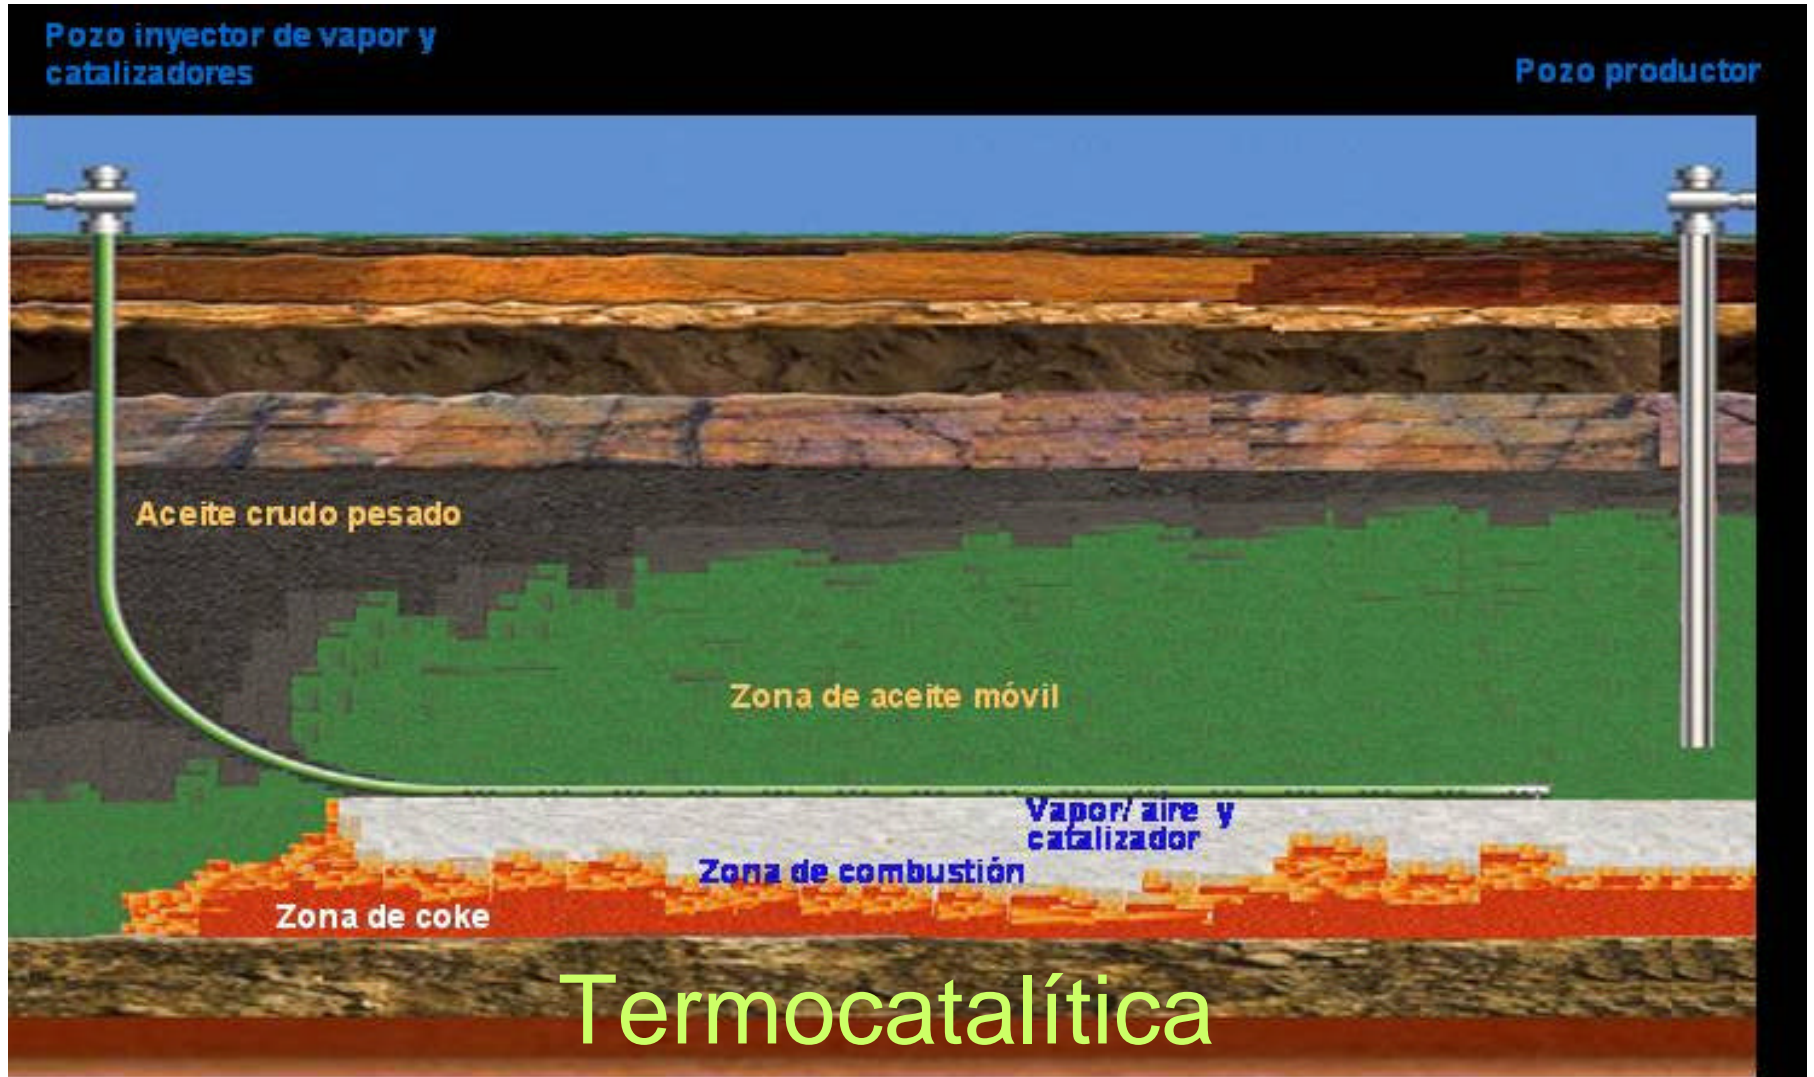 Pozo inyector de vapor y
catalizadores
Pozo productor
Aceite crudo pesado
Zona de aceite móvil
Vapor/ aire y
catalizador
Zona de combustión
Zona de coke
Termocatalítica